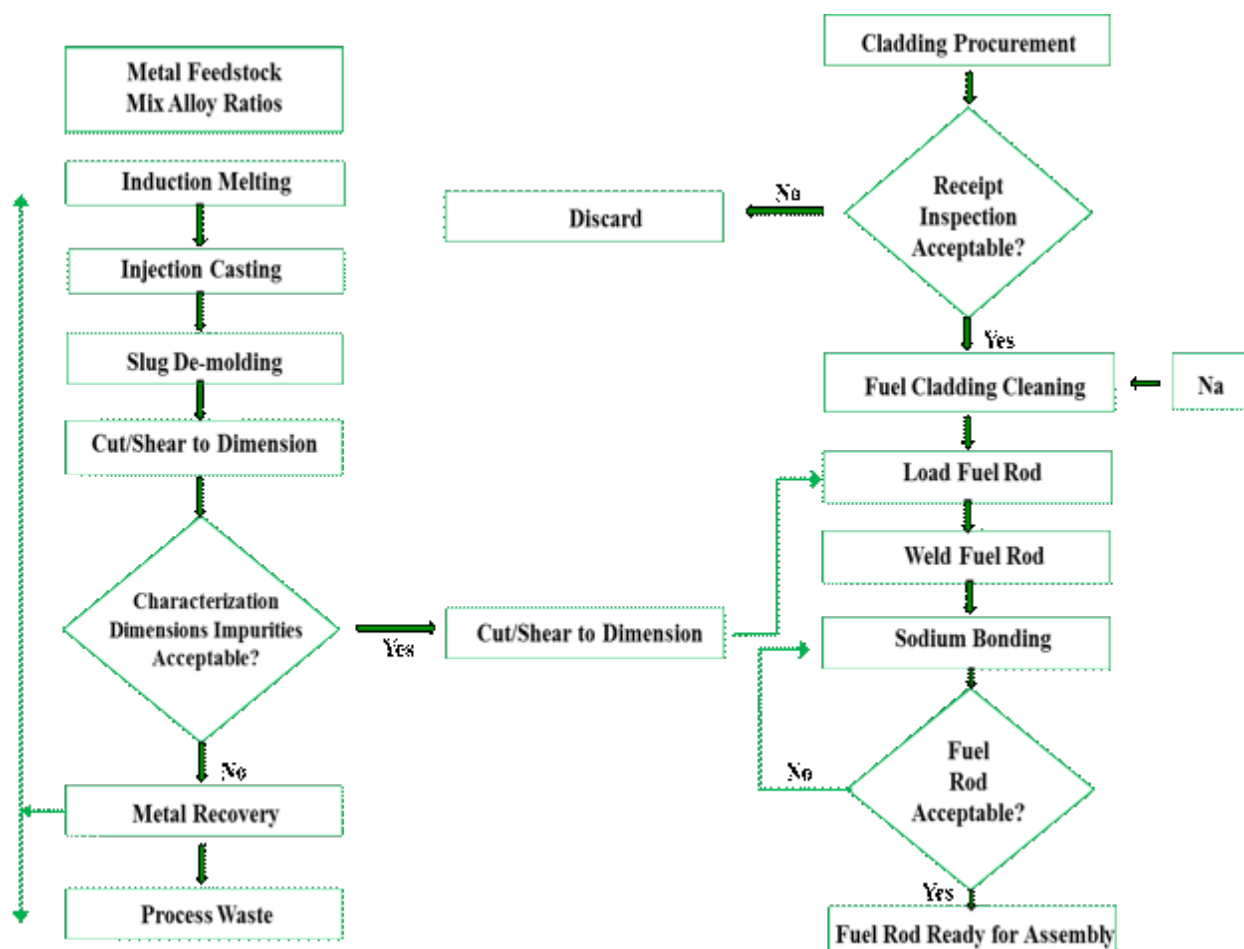 Metal Feedstock
Mix Alloy Ratios
Induction Melting
Injection Casting
Slug De-molding
Cut/Shear to Dimension
Characterization
Dimensions Impurities
Acceptable?
Yes
No
Metal Recovery
Process Waste
Cut/Shear to Dimension
Cladding Procurement
Receipt
Inspection
Acceptable?
No
Discard
Yes
Fuel Cladding Cleaning
Na
Load Fuel Rod
Weld Fuel Rod
Sodium Bonding
Fuel
Rod
Acceptable?
No
Yes
Fuel Rod Ready for Assembly